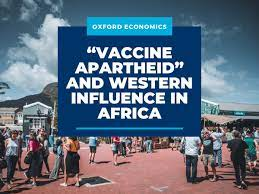 OXFORD ECONOMICS
“VACCINE
APARTHEID”
AND WESTERN
INFLUENCE IN
AFRICA